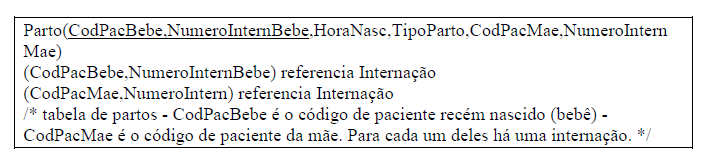 Parto(CodPacBebe,NumeroInternBebe,HoraNasc,TipoParto,CodPacMae,NumeroIntern
Mae)
(CodPacBebe,NumeroInternBebe) referencia Internação
(CodPacMae,NumeroIntern) referencia Internação
/* tabela de partos - CodPacBebe é o código de paciente recém nascido (bebê) -
CodPacMae é o código de paciente da mãe. Para cada um deles há uma internação. */